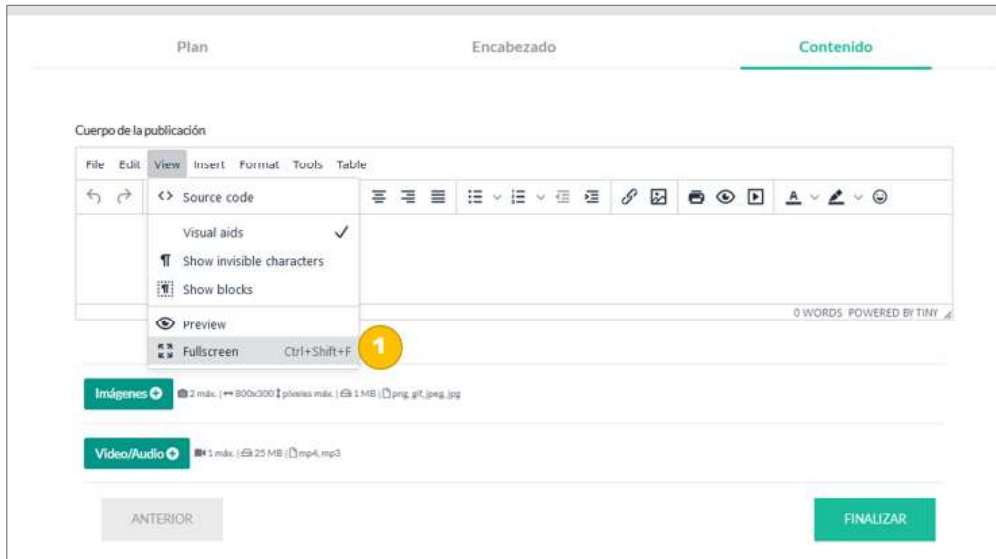 Plan Encabezado Contenido
Cuerpo de la publicación
File Edit View Insert Format Tools Table
Source code
Visual aids
Show invisible characters
Show blocks
0 WORDS POWERED BY TINY
Preview
Fullscreen Ctrl+Shift+F 1
Imágenes 2 máx. | 800x300 píxeles máx. | 1 MB | png, gif, jpeg, jpg
Video/Audio 1 máx. | 25 MB | mp4, mp3
ANTERIOR FINALIZAR